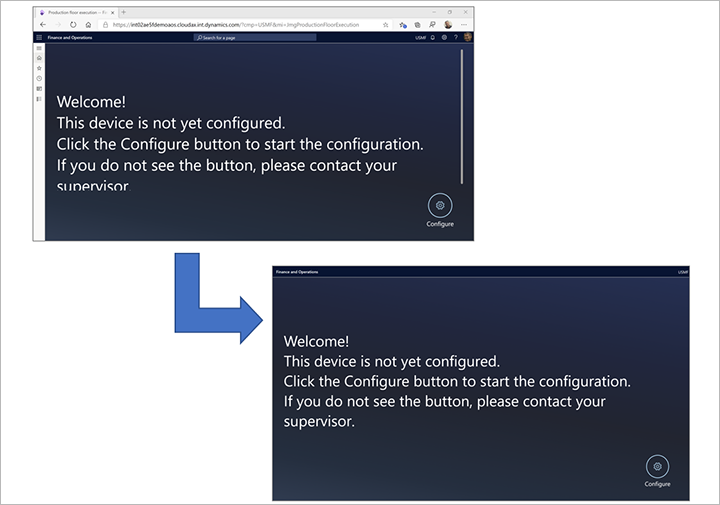 Production floor execution -- Fi
https://int02ae5fdemoaos.cloudax.int.dynamics.com/?cmp=USMF&mi=JmgProductionFloorExecution
Finance and Operations
Search for a page
USMF
?
Welcome!
This device is not yet configured.
Click the Configure button to start the configuration.
If you do not see the button, please contact your
supervisor.
Configure
Finance and Operations
USMF
Welcome!
This device is not yet configured.
Click the Configure button to start the configuration.
If you do not see the button, please contact your
supervisor.
Configure